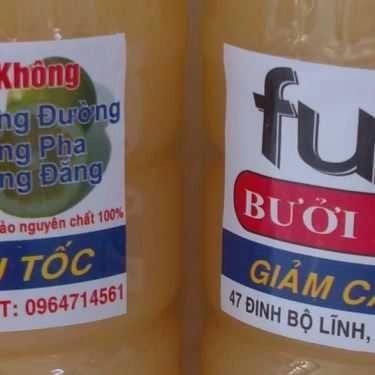 Không
ng Đường
ng Pha
ng Đắng
ảo nguyên chất 100%
U TỐC
T: 0964714561
fu
BƯỞI
GIẢM CÂ
47 ĐINH BỘ LĨNH,